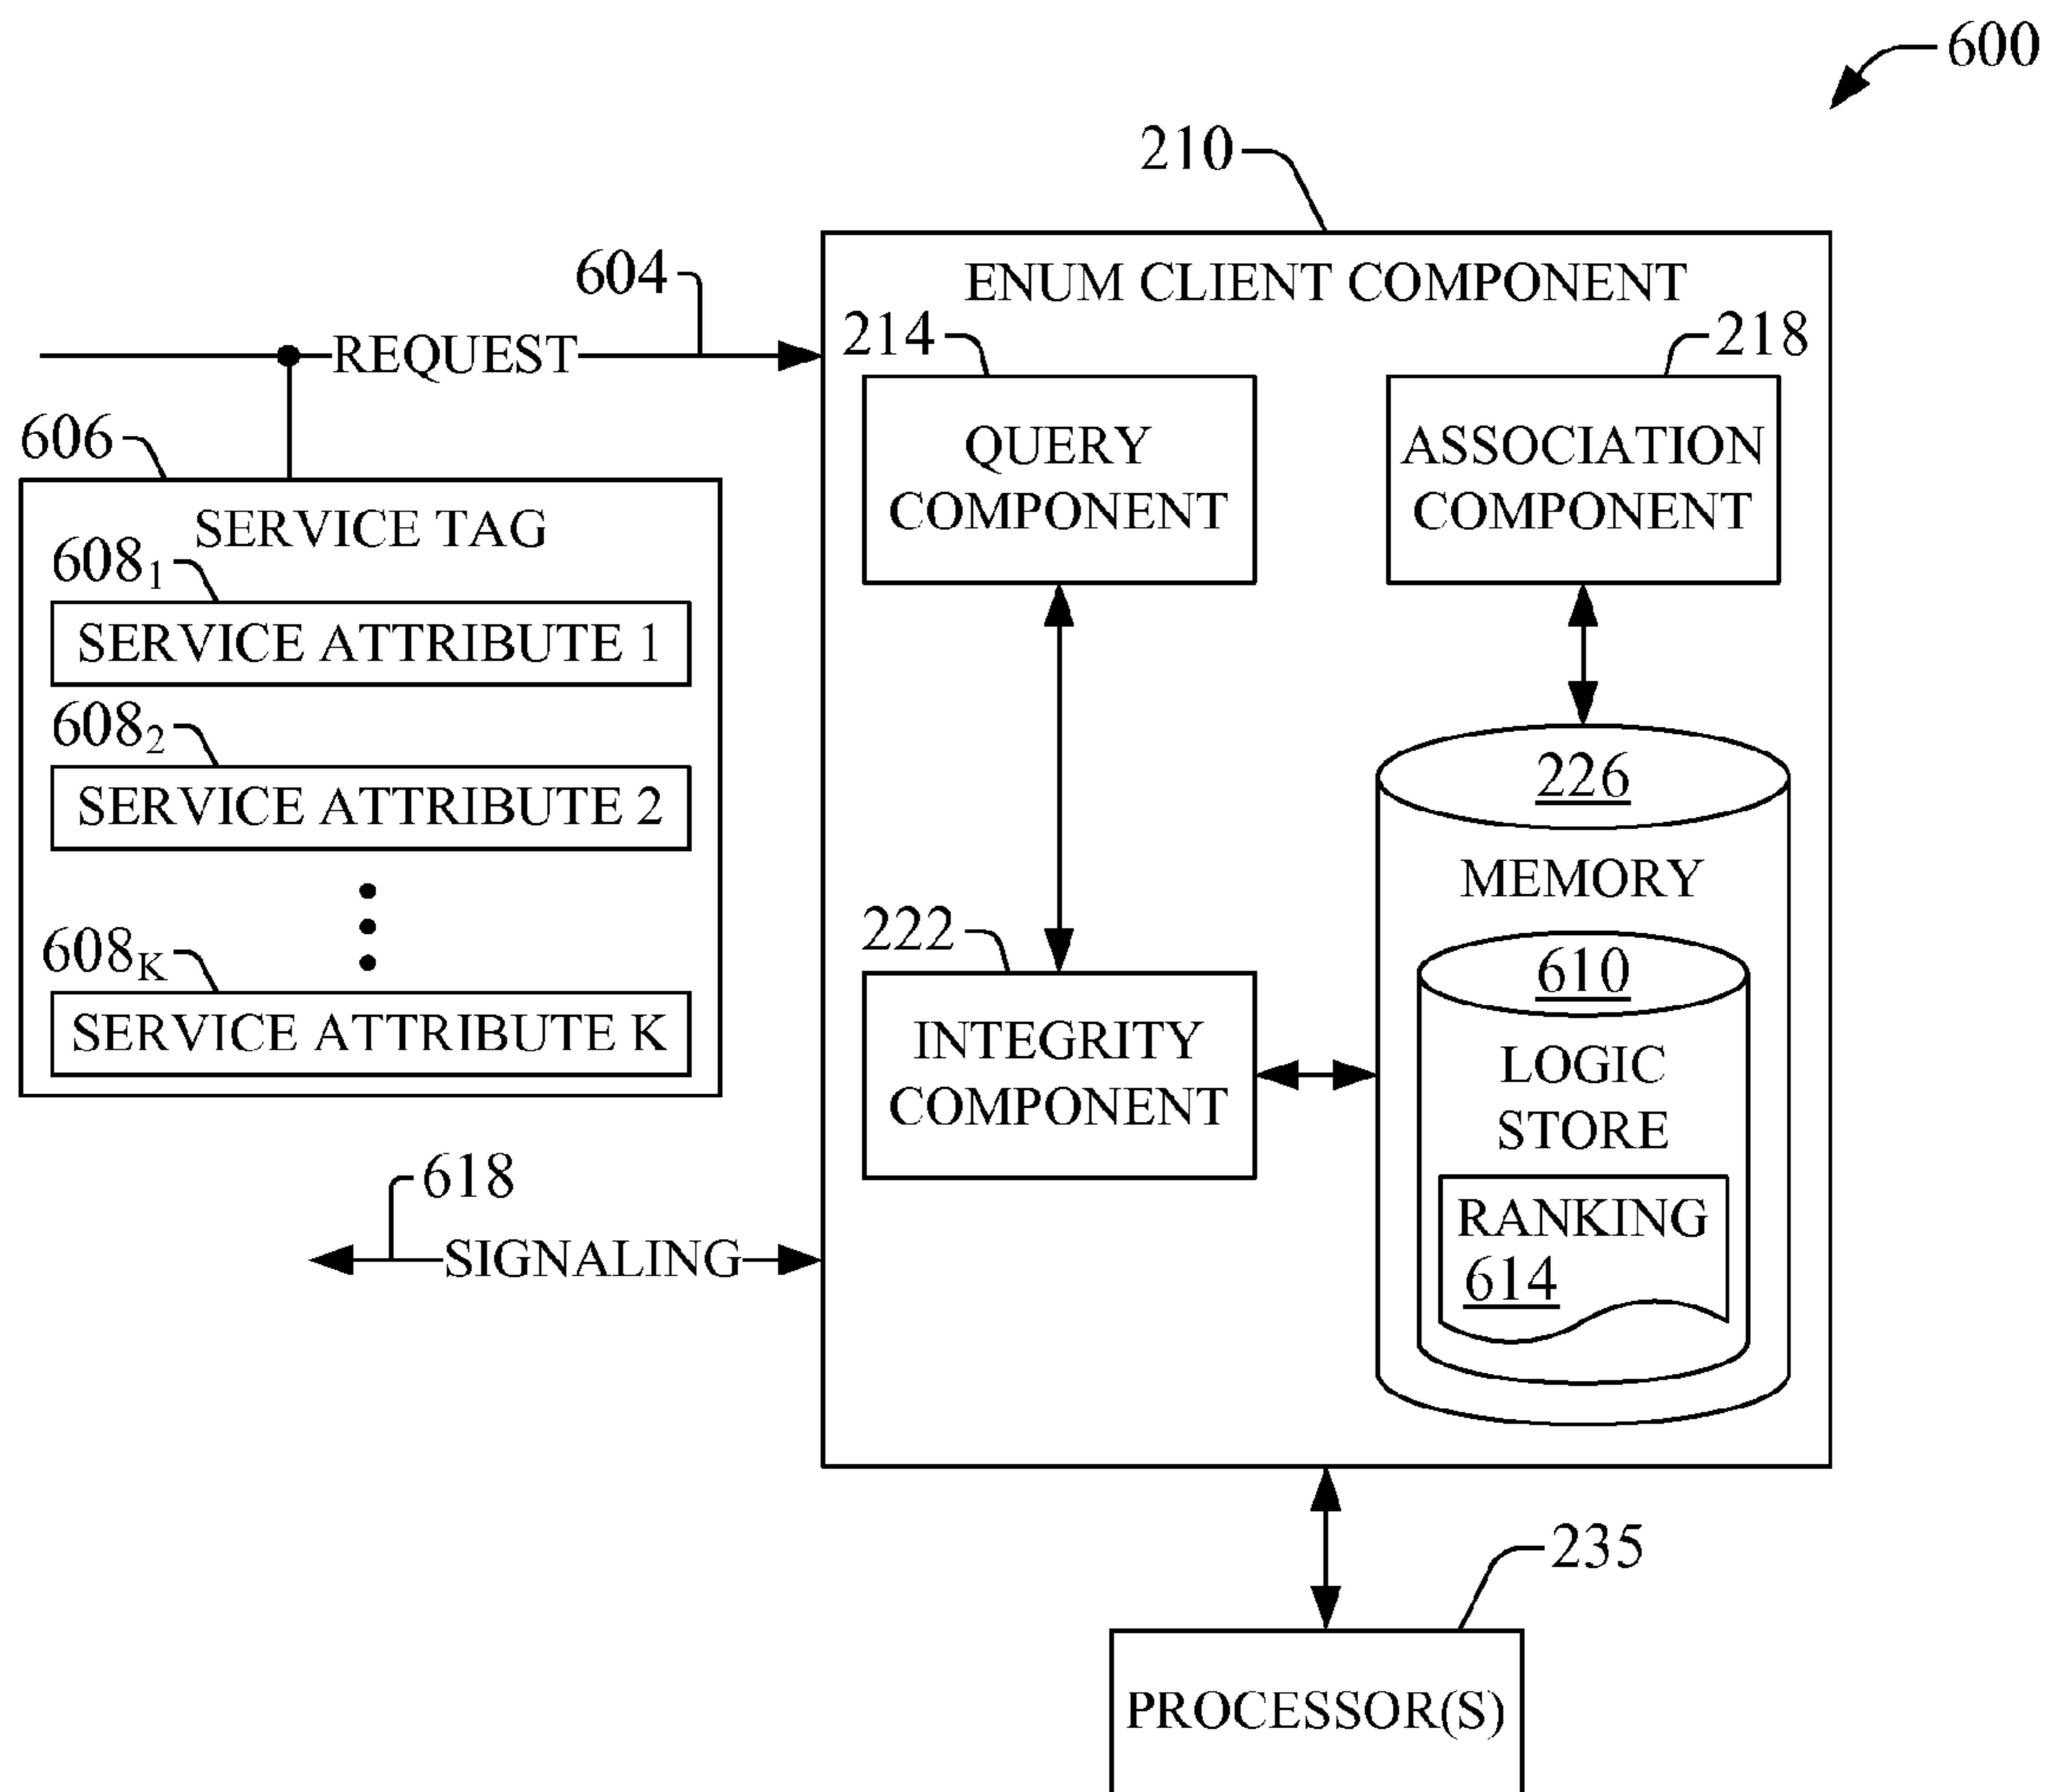 600
210
ENUM CLIENT COMPONENT
604
REQUEST
214
218
QUERY
COMPONENT
ASSOCIATION
COMPONENT
606
SERVICE TAG
608₁
SERVICE ATTRIBUTE 1
608₂
SERVICE ATTRIBUTE 2
608ₖ
SERVICE ATTRIBUTE K
226
MEMORY
222
INTEGRITY
COMPONENT
610
LOGIC
STORE
RANKING
614
618
SIGNALING
235
PROCESSOR(S)